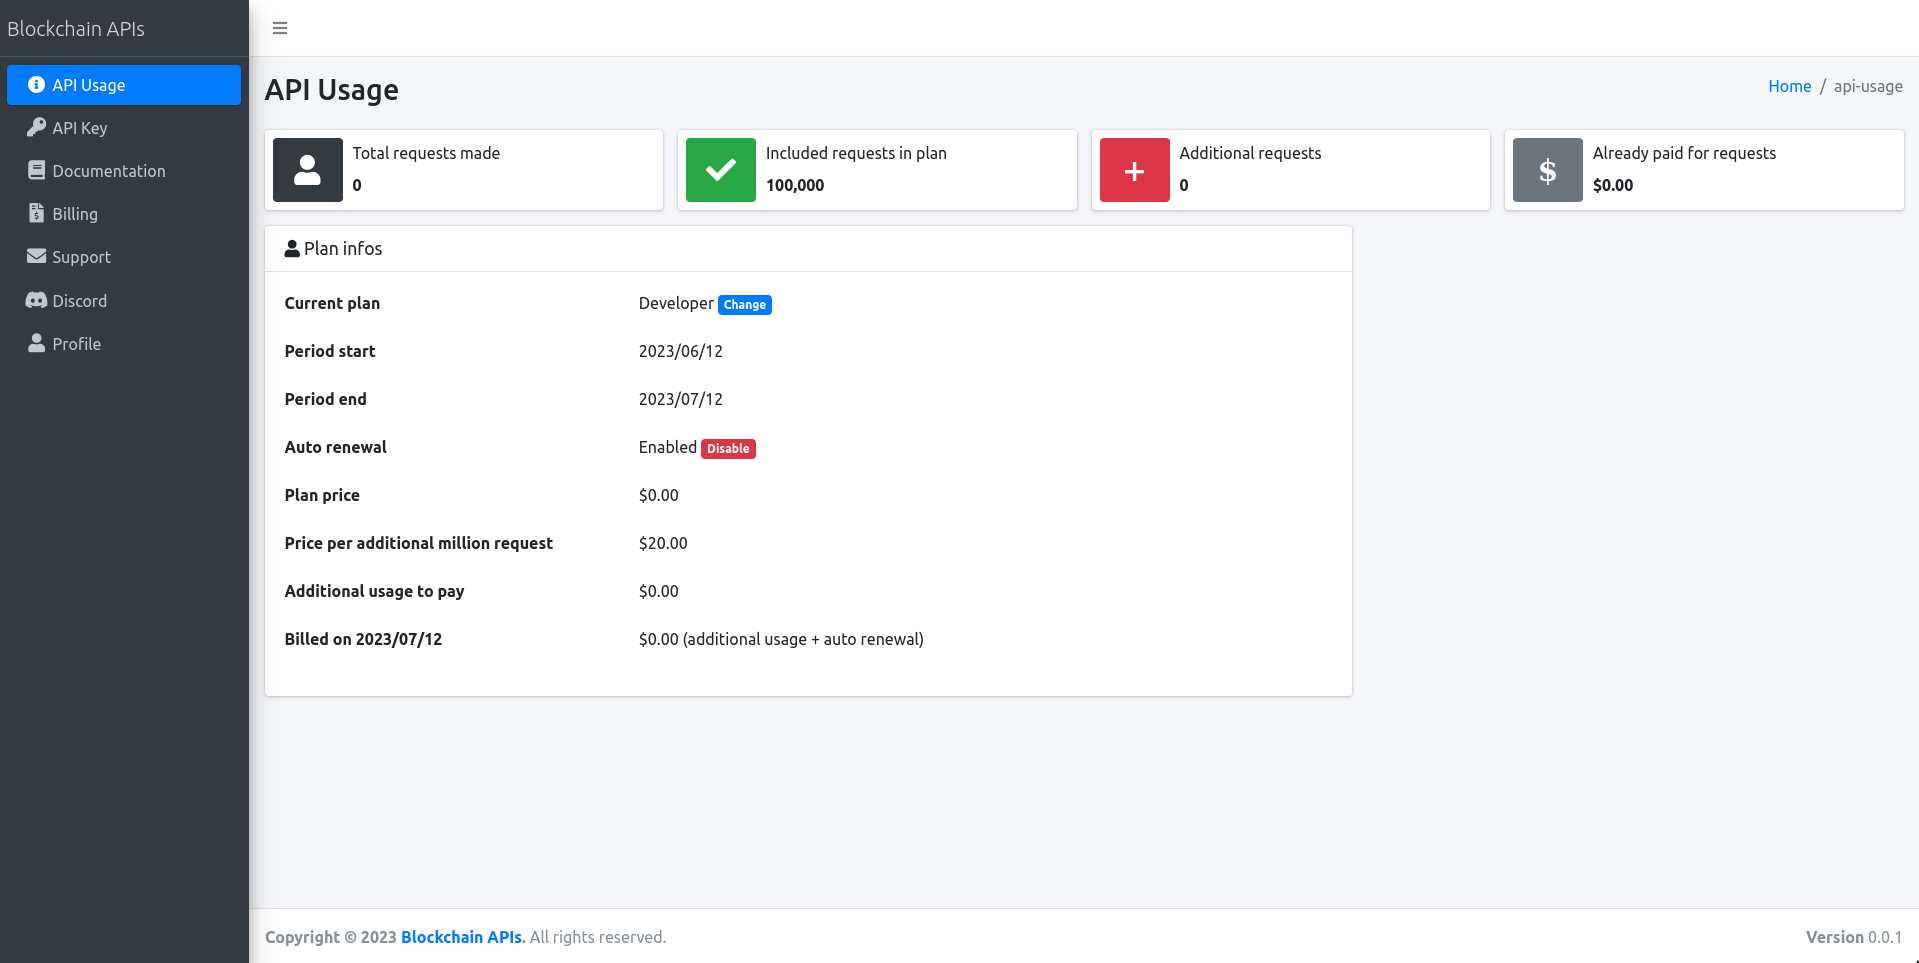 Blockchain APIs
API Usage
API Key
Documentation
Billing
Support
Discord
Profile
API Usage
Home / api-usage
Total requests made
0
Included requests in plan
100,000
Additional requests
0
Already paid for requests
$0.00
Plan infos
Current plan Developer Change
Period start 2023/06/12
Period end 2023/07/12
Auto renewal Enabled Disable
Plan price $0.00
Price per additional million request $20.00
Additional usage to pay $0.00
Billed on 2023/07/12 $0.00 (additional usage + auto renewal)
Copyright © 2023 Blockchain APIs. All rights reserved.
Version 0.0.1